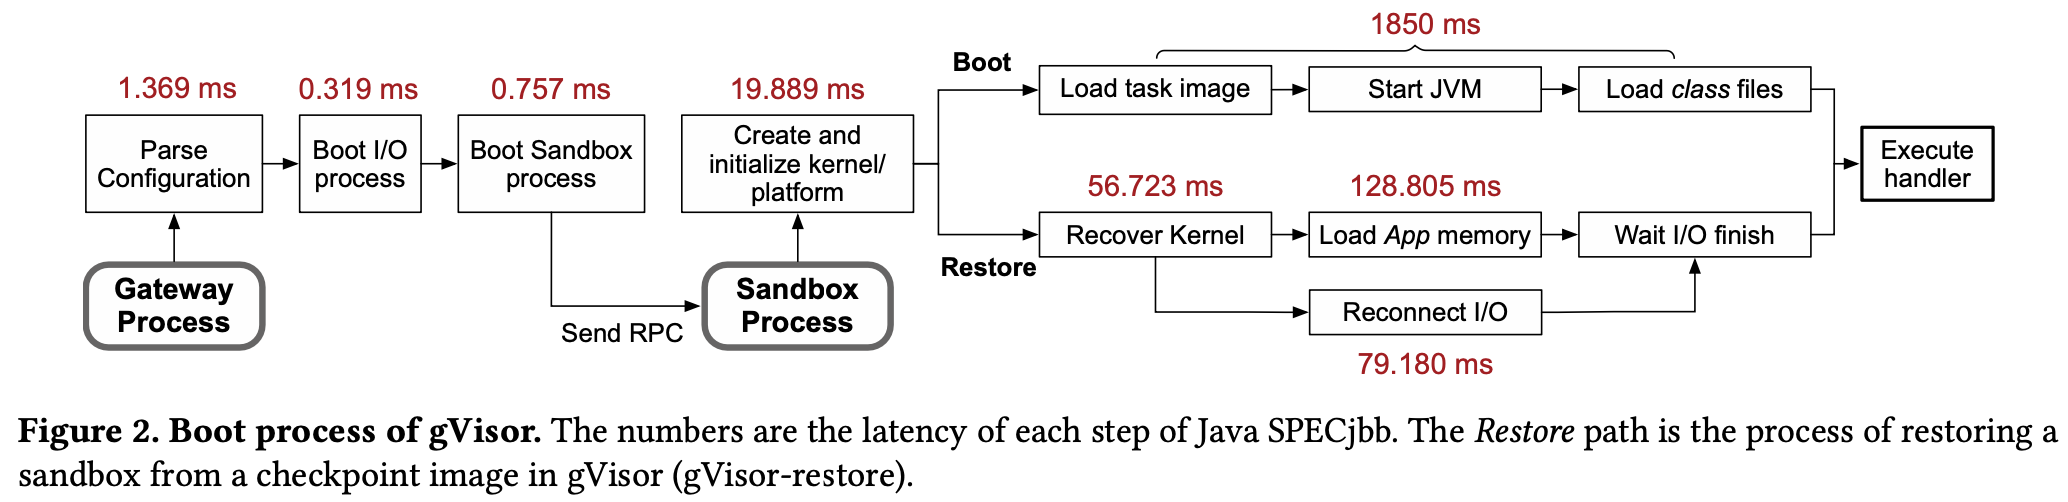 1850 ms
Boot
Load task image
Start JVM
Load class files
1.369 ms
0.319 ms
0.757 ms
19.889 ms
Parse
Configuration
Boot I/O
process
Boot Sandbox
process
Create and
initialize kernel/
platform
Execute
handler
56.723 ms
128.805 ms
Recover Kernel
Load App memory
Wait I/O finish
Restore
Gateway
Process
Send RPC
Sandbox
Process
Reconnect I/O
79.180 ms
Figure 2. Boot process of gVisor. The numbers are the latency of each step of Java SPECjbb. The Restore path is the process of restoring a
sandbox from a checkpoint image in gVisor (gVisor-restore).